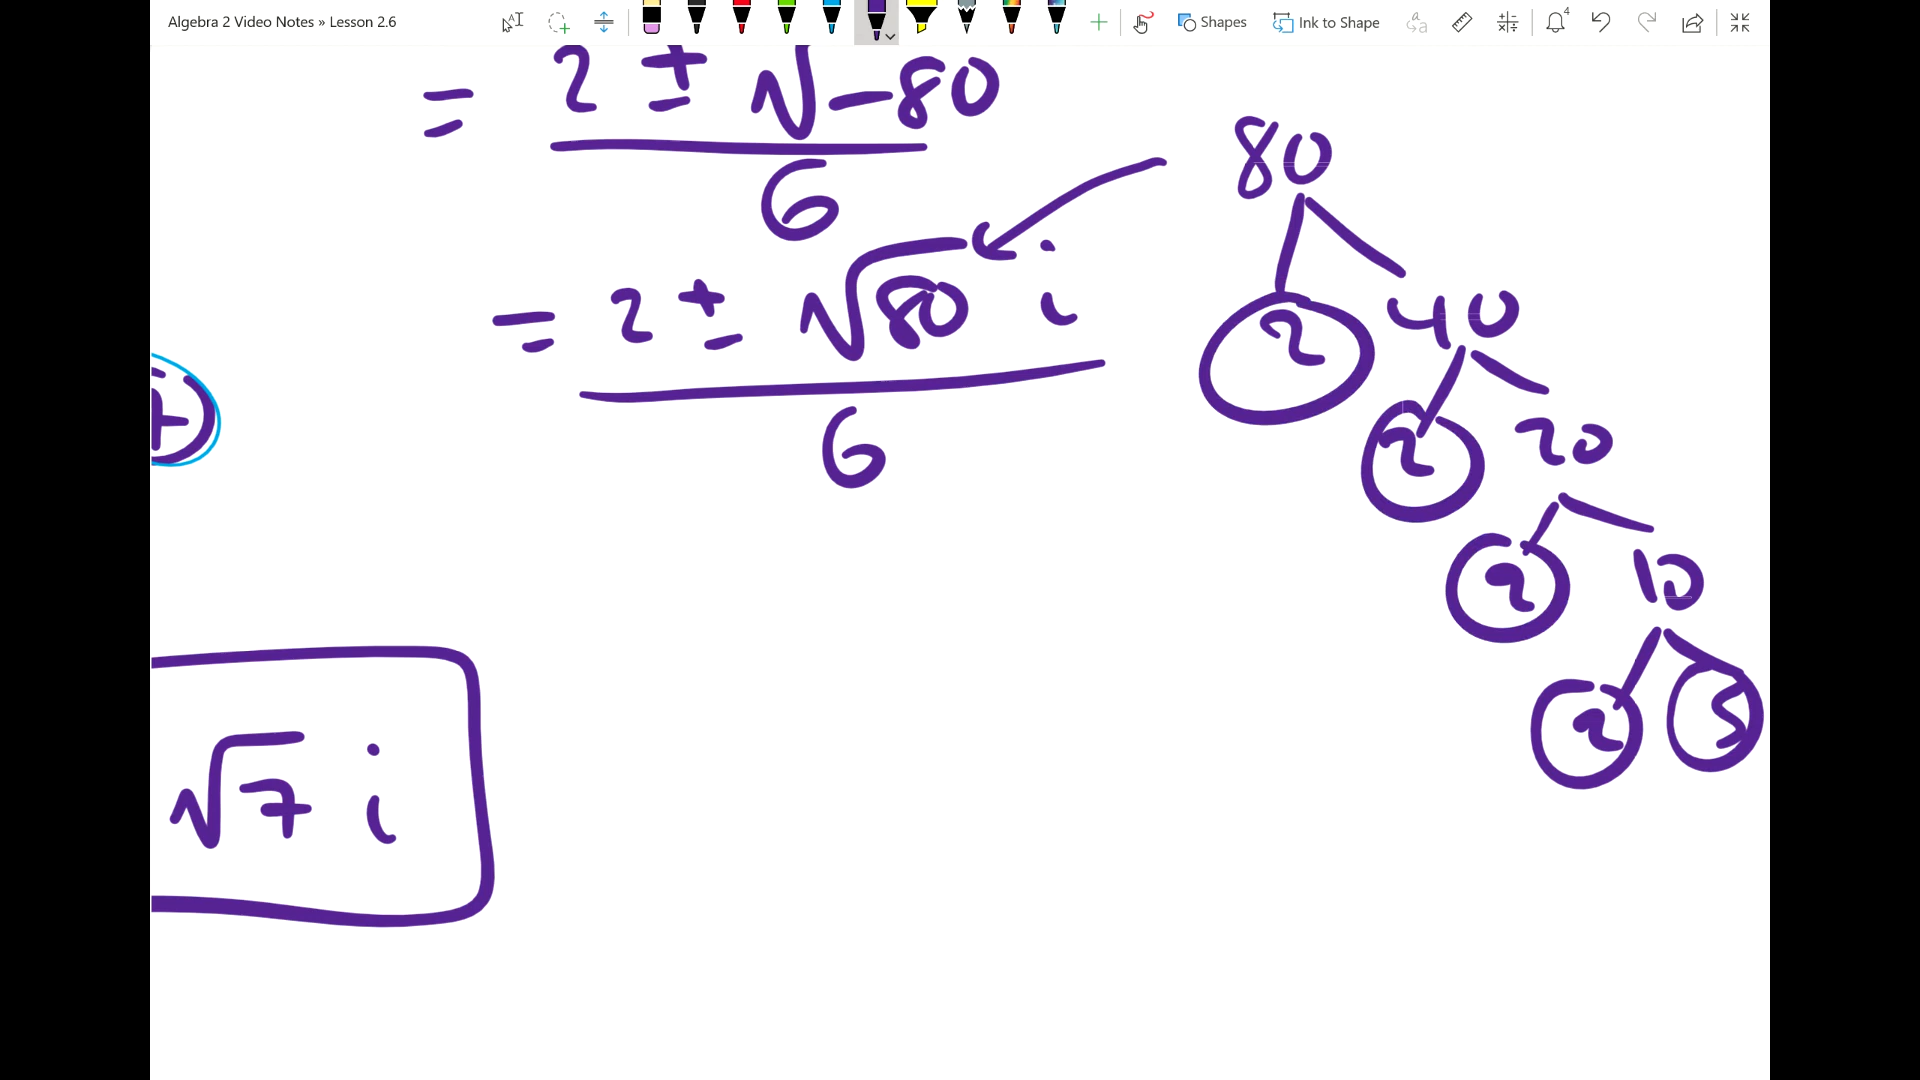 Algebra 2 Video Notes » Lesson 2.6
Shapes
Ink to Shape
4
= 2 ± √-80
6
= 2 ± √80 i
6
80
2 40
2 20
2 10
2 5
√7 i